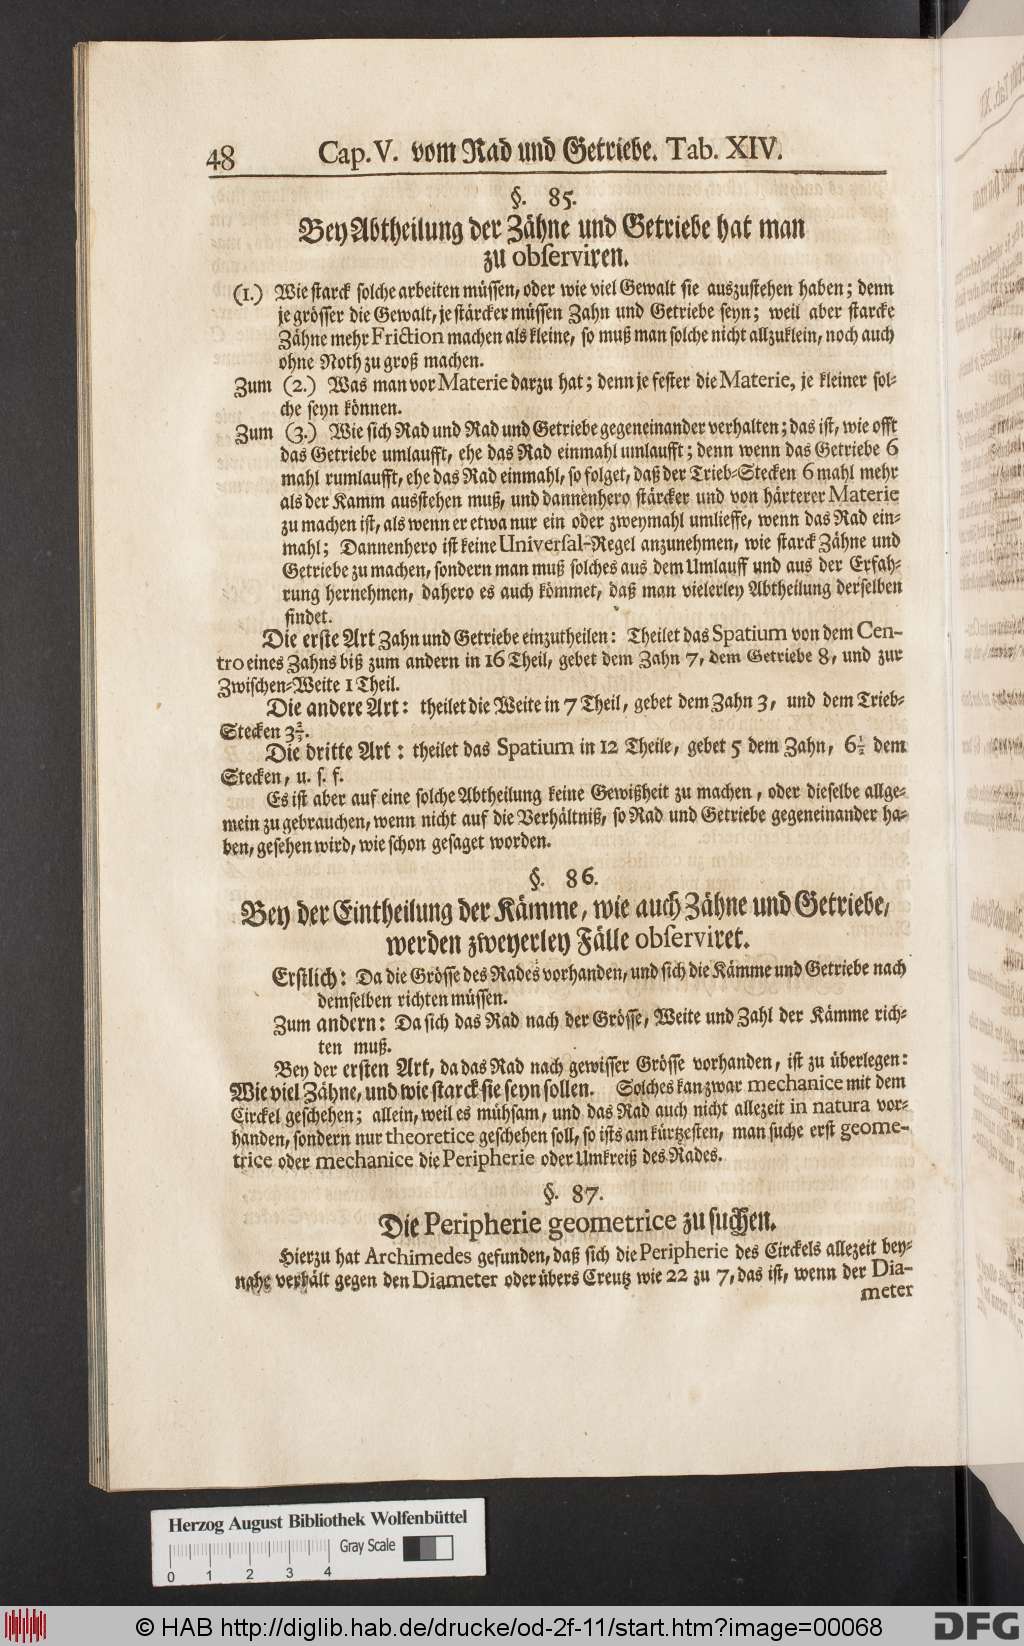 48 Cap. V. vom Rad und Getriebe. Tab. XIV.
§. 85.
Bey Abtheilung der Zähne und Getriebe hat man
zu observiren.
(1.) Wie starck solche arbeiten müssen, oder wie viel Gewalt sie auszustehen haben; denn
je grösser die Gewalt, je stärcker müssen Zahn und Getriebe seyn; weil aber starcke
Zähne mehr Friction machen als kleine, so muß man solche nicht allzuklein, noch auch
ohne Noth zu groß machen.
Zum (2.) Was man vor Materie darzu hat; denn je fester die Materie, je kleiner sol-
che seyn können.
Zum (3.) Wie sich Rad und Rad und Getriebe gegeneinander verhalten; das ist, wie offt
das Getriebe umlaufft, ehe das Rad einmahl umlaufft; denn wenn das Getriebe 6
mahl rumlaufft, ehe das Rad einmahl, so folget, daß der Trieb-Stecken 6 mahl mehr
als der Kamm ausstehen muß, und dannenhero stärcker und von härterer Materie
zu machen ist, als wenn er etwa nur ein oder zweymahl umlieffe, wenn das Rad ein-
mahl; Dannenhero ist keine Universal-Regel anzunehmen, wie starck Zähne und
Getriebe zu machen, sondern man muß solches aus dem Umlauff und aus der Erfah-
rung hernehmen, dahero es auch kömmet, daß man vielerley Abtheilung derselben
findet.
Die erste Art Zahn und Getriebe einzutheilen: Theilet das Spatium von dem Cen-
tro eines Zahns biß zum andern in 16 Theil, gebet dem Zahn 7, dem Getriebe 8, und zur
Zwischen-Weite 1 Theil.
Die andere Art: theilet die Weite in 7 Theil, gebet dem Zahn 3, und dem Trieb-
Stecken 3⅔.
Die dritte Art: theilet das Spatium in 12 Theile, gebet 5 dem Zahn, 6½ dem
Stecken, u. s. f.
Es ist aber auf eine solche Abtheilung keine Gewißheit zu machen, oder dieselbe allge-
mein zu gebrauchen, wenn nicht auf die Verhältniß, so Rad und Getriebe gegeneinander ha-
ben, gesehen wird, wie schon gesaget worden.
§. 86.
Bey der Eintheilung der Kämme, wie auch Zähne und Getriebe,
werden zweyerley Fälle observiret.
Erstlich: Da die Grösse des Rades vorhanden, und sich die Kämme und Getriebe nach
demselben richten müssen.
Zum andern: Da sich das Rad nach der Grösse, Weite und Zahl der Kämme rich-
ten muß.
Bey der ersten Art, da das Rad nach gewisser Grösse vorhanden, ist zu überlegen:
Wie viel Zähne, und wie starck sie seyn sollen. Solches kan zwar mechanice mit dem
Circkel geschehen; allein, weil es mühsam, und das Rad auch nicht allezeit in natura vor-
handen, sondern nur theoretice geschehen soll, so ists am kürtzesten, man suche erst geome-
trice oder mechanice die Peripherie oder Umkreiß des Rades.
§. 87.
Die Peripherie geometrice zu suchen.
Hierzu hat Archimedes gefunden, daß sich die Peripherie des Circkels allezeit bey-
nahe verhält gegen den Diameter oder übers Creutz wie 22 zu 7, das ist, wenn der Dia-
meter
Herzog August Bibliothek Wolfenbüttel
Gray Scale
0 1 2 3 4
© HAB http://diglib.hab.de/drucke/od-2f-11/start.htm?image=00068
DFG